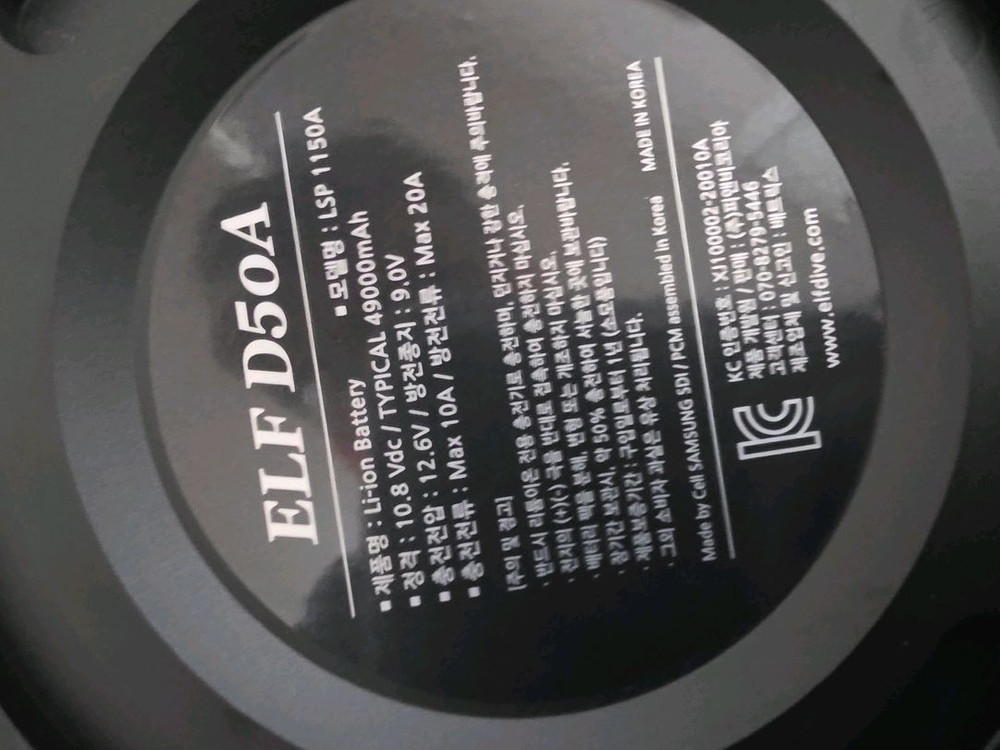 ELF D50A
▪ 모델명 : LSP 1150A
▪ 제품명 : Li-ion Battery
▪ 정격 : 10.8 Vdc / TYPICAL 49000mAh
▪ 충전전압 : 12.6V / 방전종지 : 9.0V
▪ 충전전류 : Max 10A / 방전전류 : Max 20A
[주의 및 경고]
· 반드시 리튬이온 전용 충전기로 충전하며, 던지거나 강한 충격에 주의바랍니다.
· 전지의 (+)(-) 극을 반대로 접속하여 충전하지 마십시오.
· 배터리 팩을 분해, 변형 또는 개조하지 마십시오.
· 장기간 보관시, 약 50% 충전하여 서늘한 곳에 보관바랍니다.
· 제품보증기간 : 구입일로부터 1년 (소모품입니다)
· 그외 소비자 과실은 유상 처리됩니다.
Made by Cell SAMSUNG SDI / PCM assembled in Korea MADE IN KOREA
KC 인증번호 : XI100002-20010A
제품 개발원 / 판매 : (주)피앤비코리아
고객센터 : 070-8279-5446
제조업체 및 신고인 : 배트릭스
www.elfdive.com